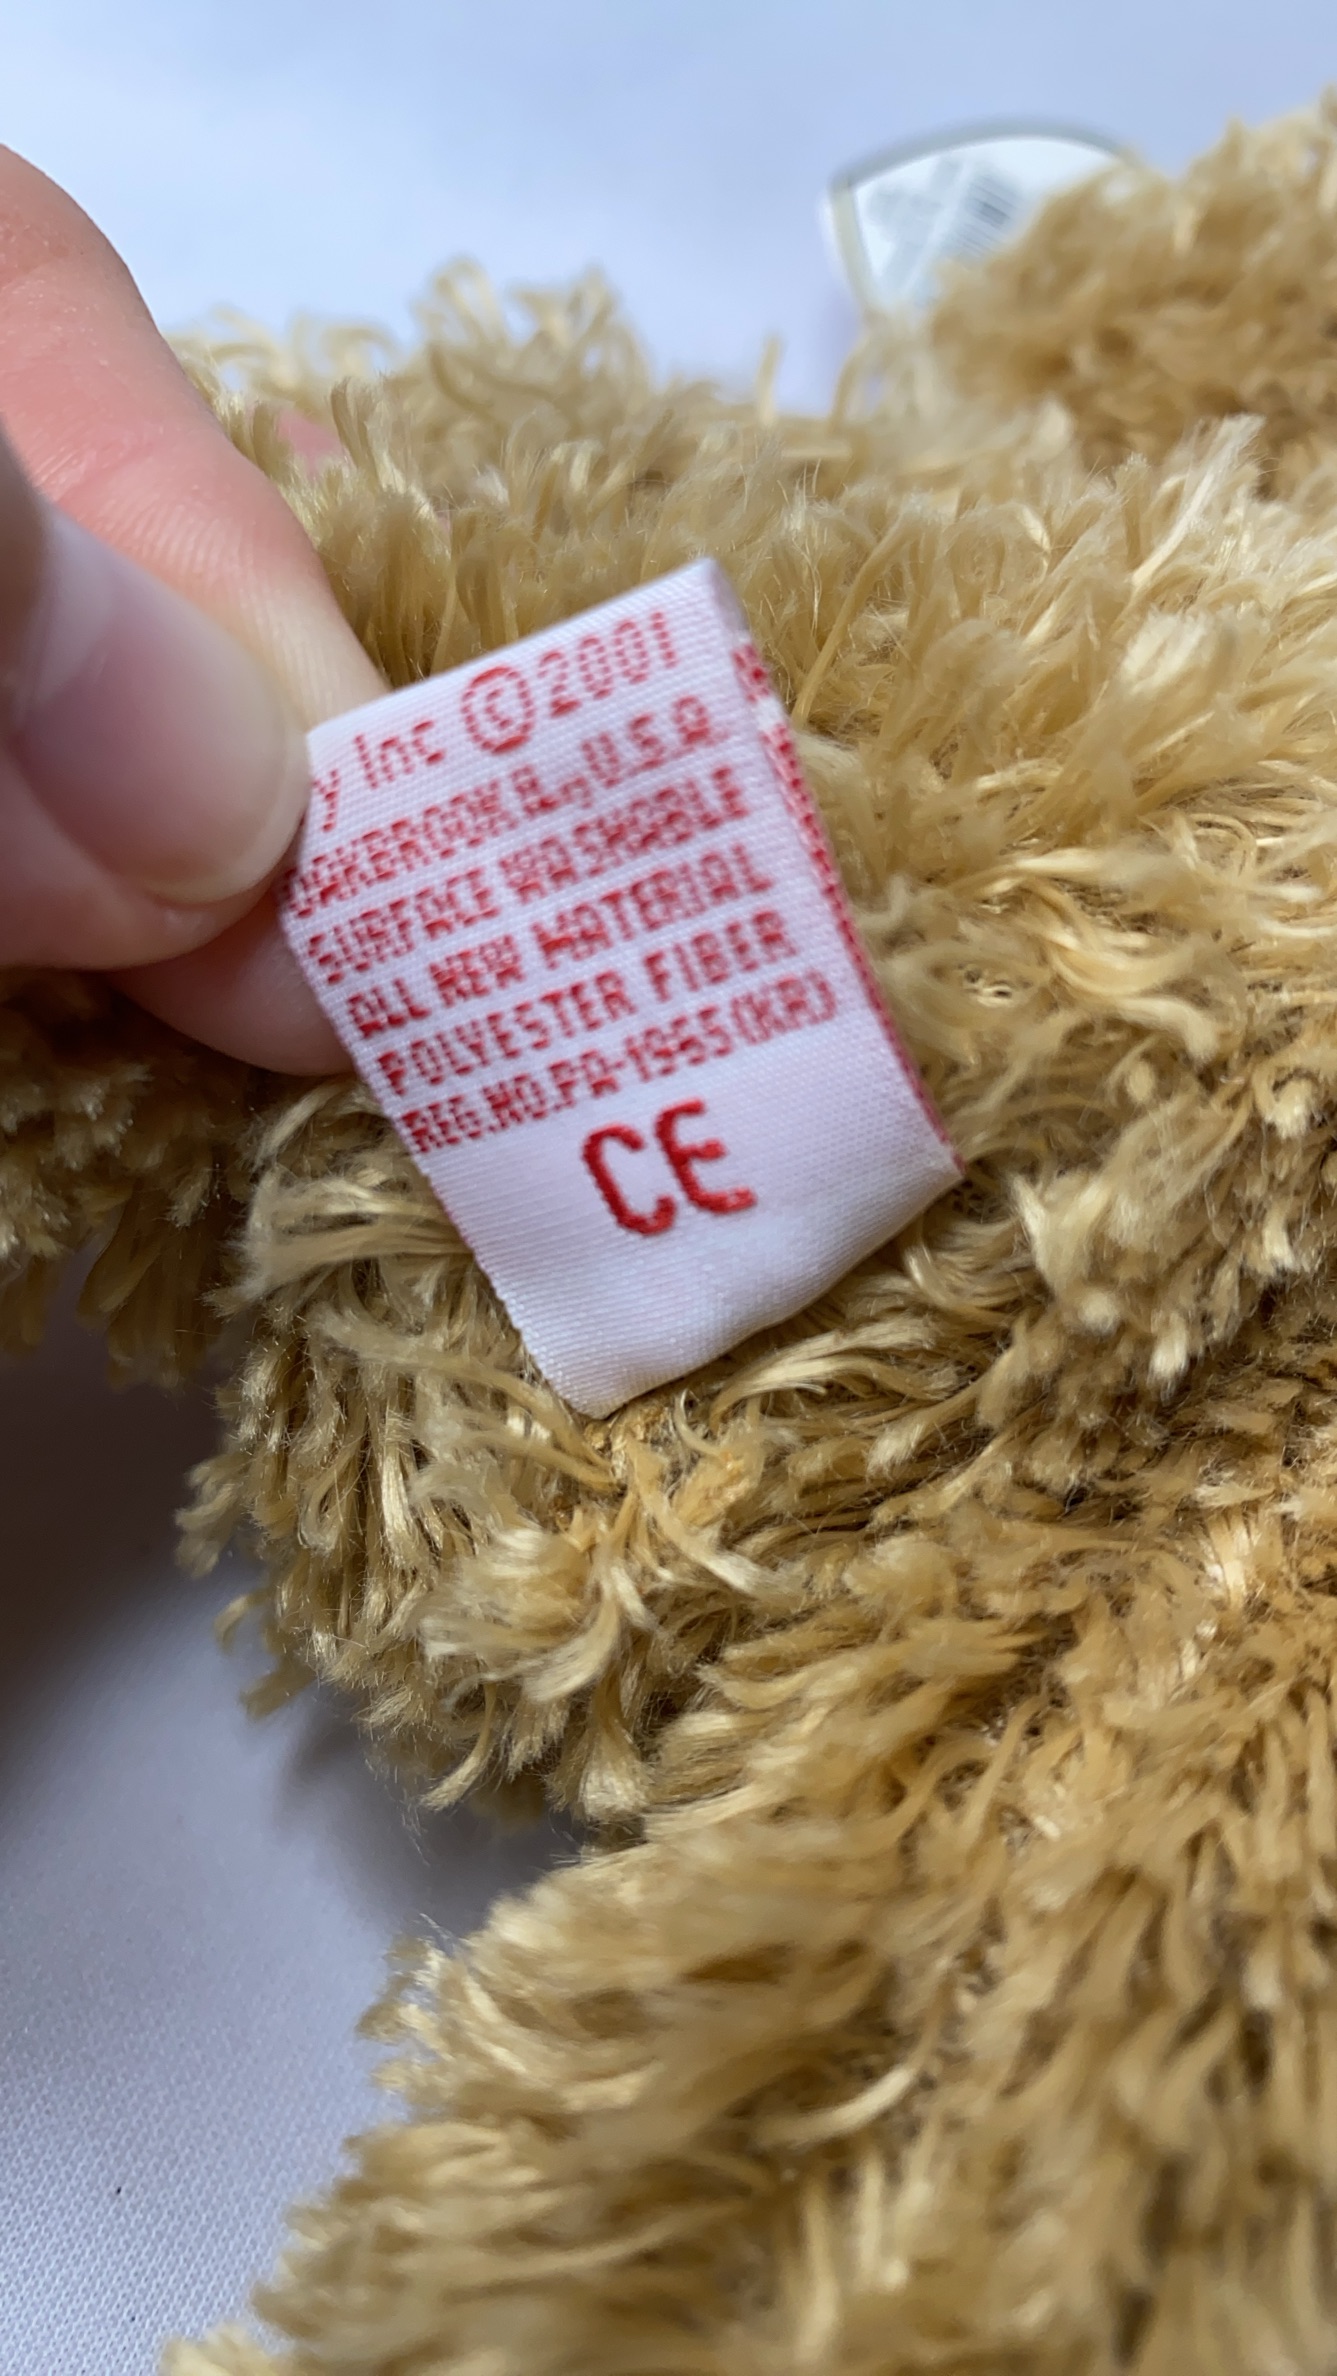 y Inc ©2001
OAKBROOK IL., U.S.A.
SURFACE WASHABLE
ALL NEW MATERIAL
POLYESTER FIBER
REG.NO.PA-1965(KR)
CE